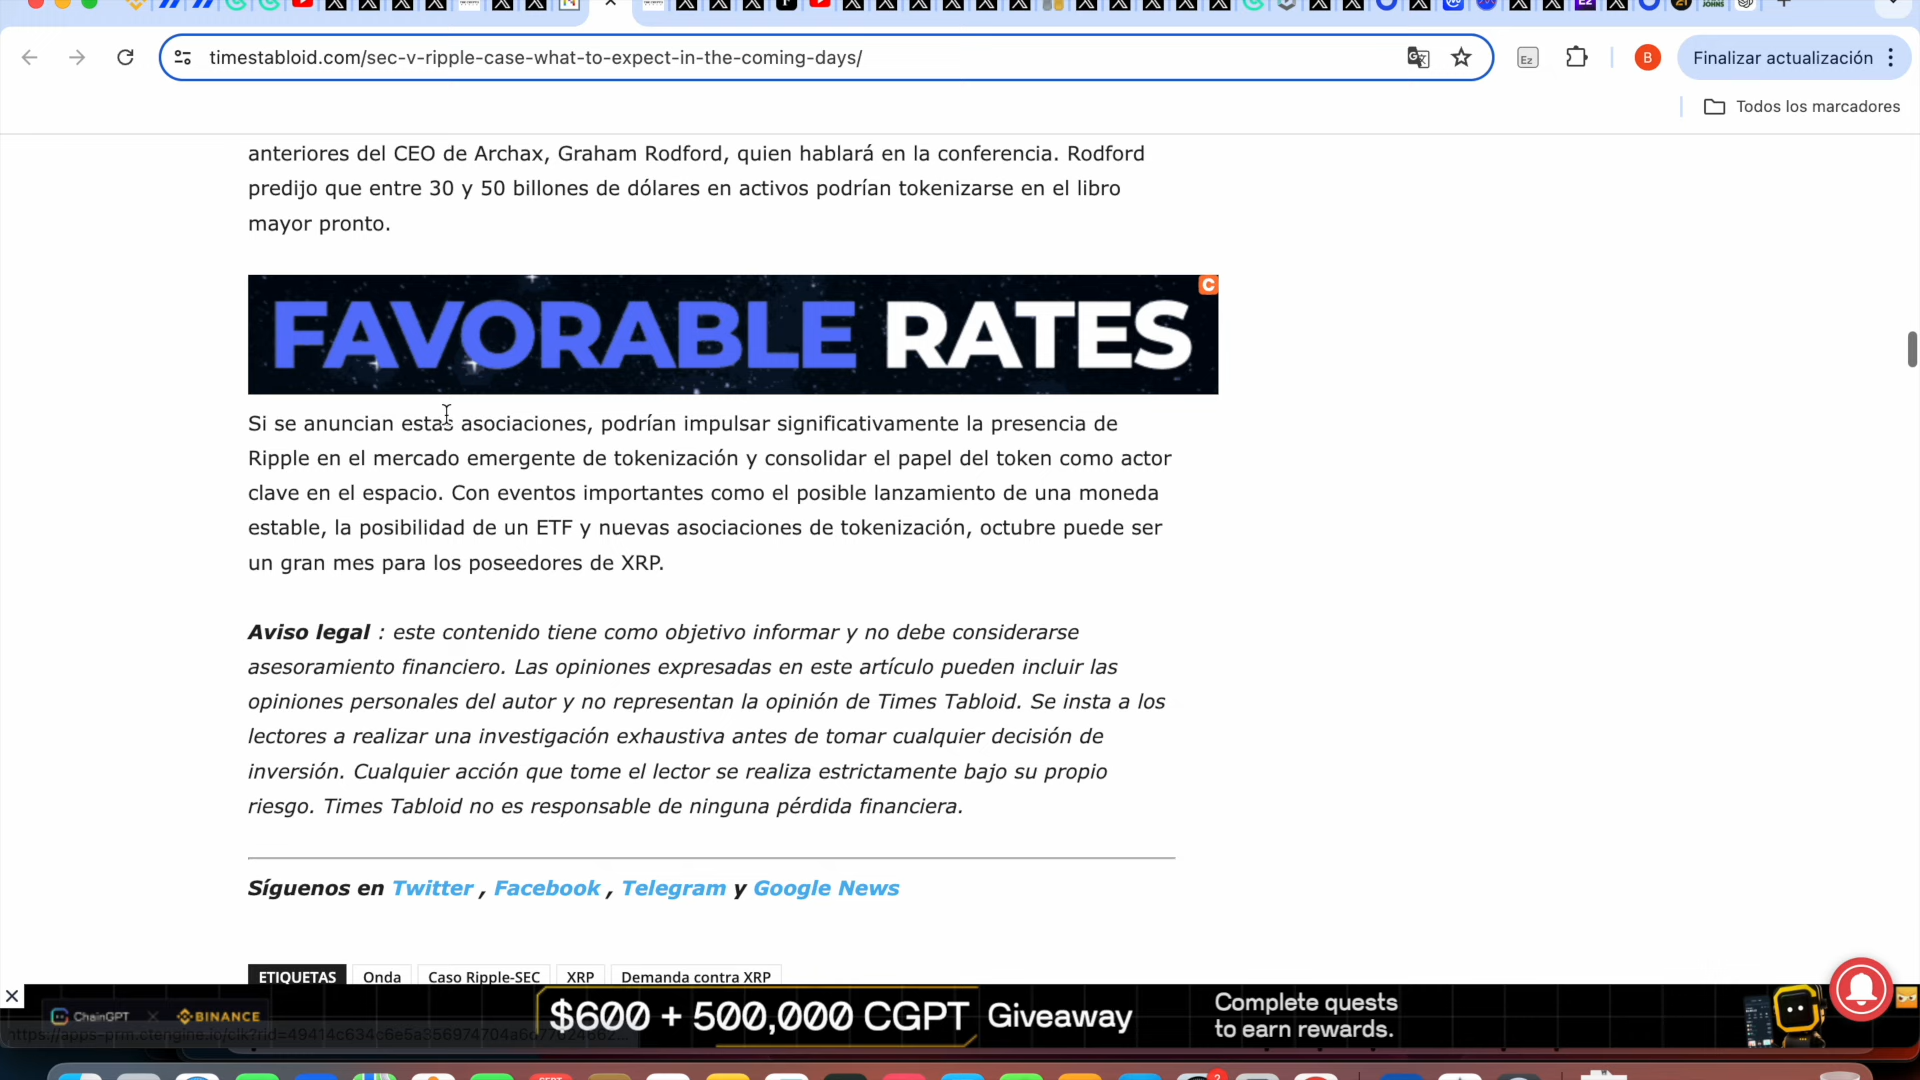 timestabloid.com/sec-v-ripple-case-what-to-expect-in-the-coming-days/
Ez
B
Finalizar actualización
Todos los marcadores
anteriores del CEO de Archax, Graham Rodford, quien hablará en la conferencia. Rodford
predijo que entre 30 y 50 billones de dólares en activos podrían tokenizarse en el libro
mayor pronto.
FAVORABLE RATES
Si se anuncian estas asociaciones, podrían impulsar significativamente la presencia de
Ripple en el mercado emergente de tokenización y consolidar el papel del token como actor
clave en el espacio. Con eventos importantes como el posible lanzamiento de una moneda
estable, la posibilidad de un ETF y nuevas asociaciones de tokenización, octubre puede ser
un gran mes para los poseedores de XRP.
Aviso legal : este contenido tiene como objetivo informar y no debe considerarse
asesoramiento financiero. Las opiniones expresadas en este artículo pueden incluir las
opiniones personales del autor y no representan la opinión de Times Tabloid. Se insta a los
lectores a realizar una investigación exhaustiva antes de tomar cualquier decisión de
inversión. Cualquier acción que tome el lector se realiza estrictamente bajo su propio
riesgo. Times Tabloid no es responsable de ninguna pérdida financiera.
Síguenos en Twitter , Facebook , Telegram y Google News
ETIQUETAS Onda Caso Ripple-SEC XRP Demanda contra XRP
ChainGPT X BINANCE
$600 + 500,000 CGPT Giveaway
Complete quests
to earn rewards.